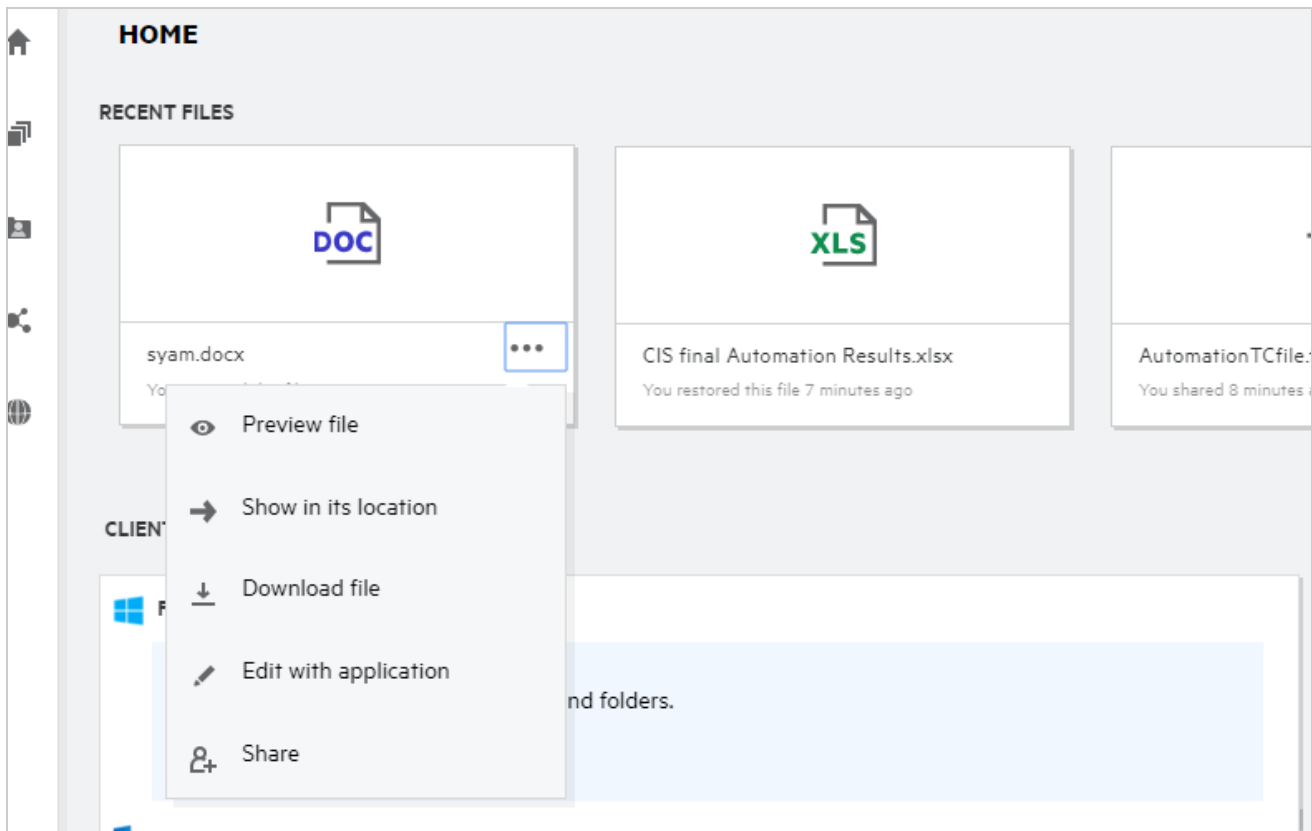 HOME
RECENT FILES
DOC
XLS
syam.docx
CIS final Automation Results.xlsx
AutomationTCfile.
You restored this file 7 minutes ago
You shared 8 minutes
Preview file
Show in its location
CLIENT
Download file
Edit with application
nd folders.
Share